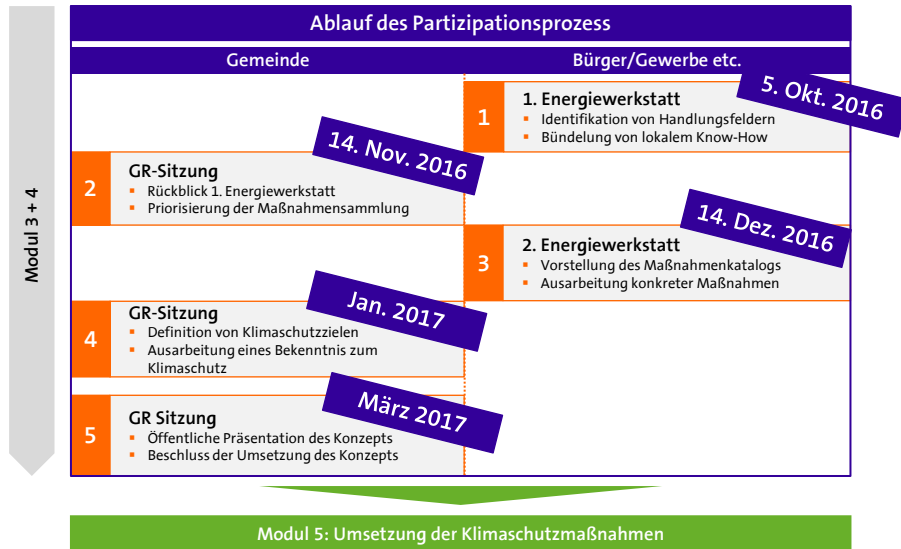 Ablauf des Partizipationsprozess
Gemeinde
Bürger/Gewerbe etc.
Modul 3 + 4
5. Okt. 2016
1
1. Energiewerkstatt
▪ Identifikation von Handlungsfeldern
▪ Bündelung von lokalem Know-How
14. Nov. 2016
2
GR-Sitzung
▪ Rückblick 1. Energiewerkstatt
▪ Priorisierung der Maßnahmensammlung
14. Dez. 2016
3
2. Energiewerkstatt
▪ Vorstellung des Maßnahmenkatalogs
▪ Ausarbeitung konkreter Maßnahmen
Jan. 2017
4
GR-Sitzung
▪ Definition von Klimaschutzzielen
▪ Ausarbeitung eines Bekenntnis zum
Klimaschutz
März 2017
5
GR Sitzung
▪ Öffentliche Präsentation des Konzepts
▪ Beschluss der Umsetzung des Konzepts
Modul 5: Umsetzung der Klimaschutzmaßnahmen